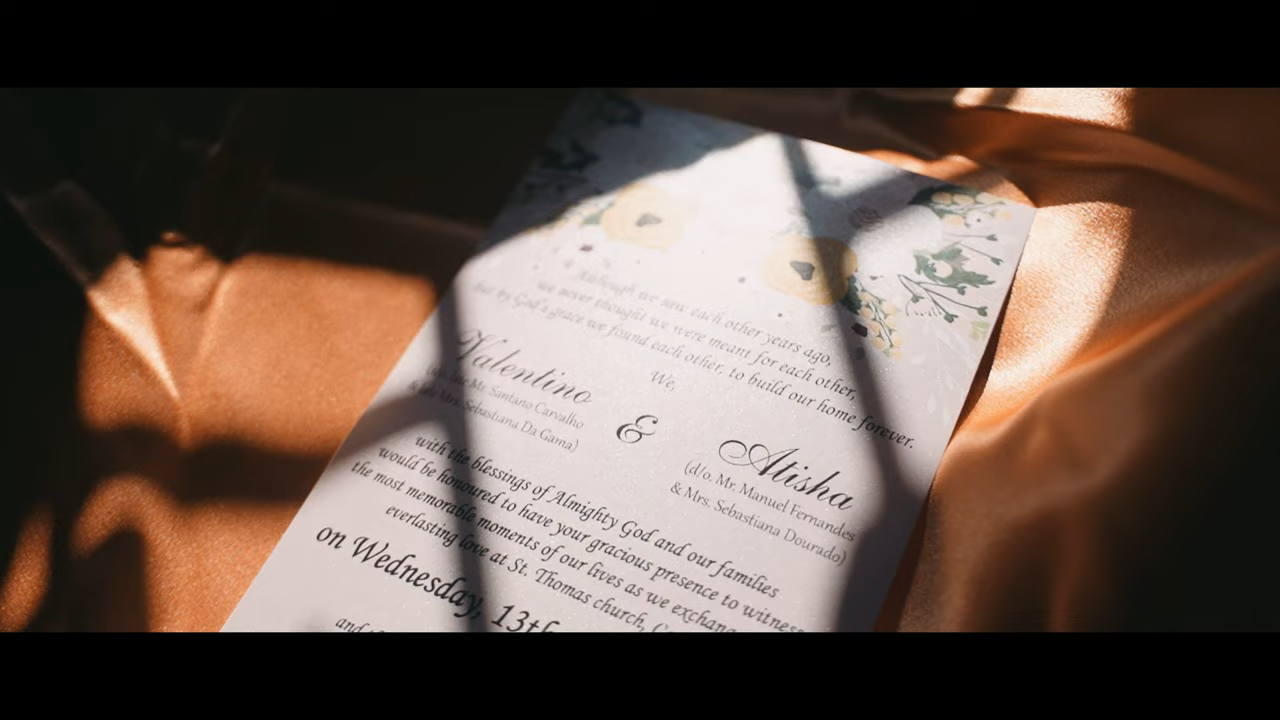 Although we saw each other years ago,
we never thought we were meant for each other,
but by God's grace we found each other, to build our home forever.
We,
Valentino
Mr. Santano Carvalho
Mrs. Sebastiana Da Gama)
&
Atisha
(d/o. Mr. Manuel Fernandes
& Mrs. Sebastiana Dourado)
with the blessings of Almighty God and our families
would be honoured to have your gracious presence to witness
the most memorable moments of our lives as we exchange
everlasting love at St. Thomas church,
on Wednesday, 13th